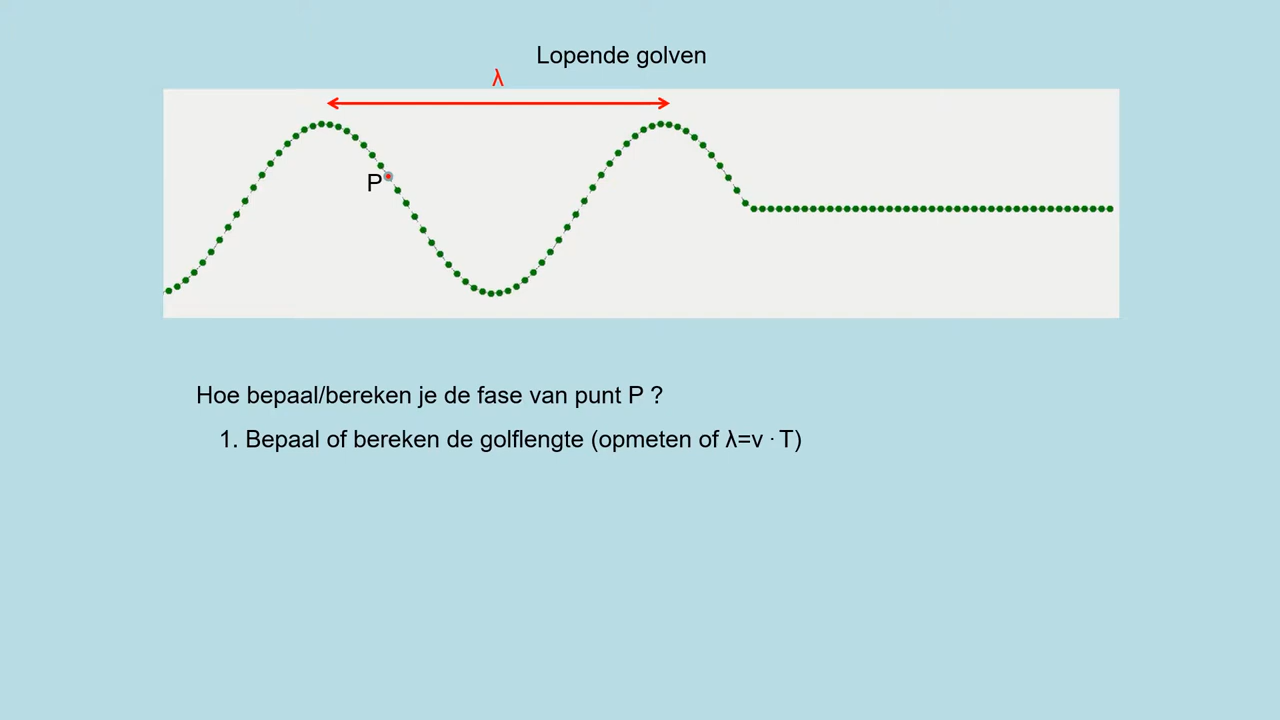 Lopende golven
λ
P
Hoe bepaal/bereken je de fase van punt P ?
1. Bepaal of bereken de golflengte (opmeten of λ=v · T)